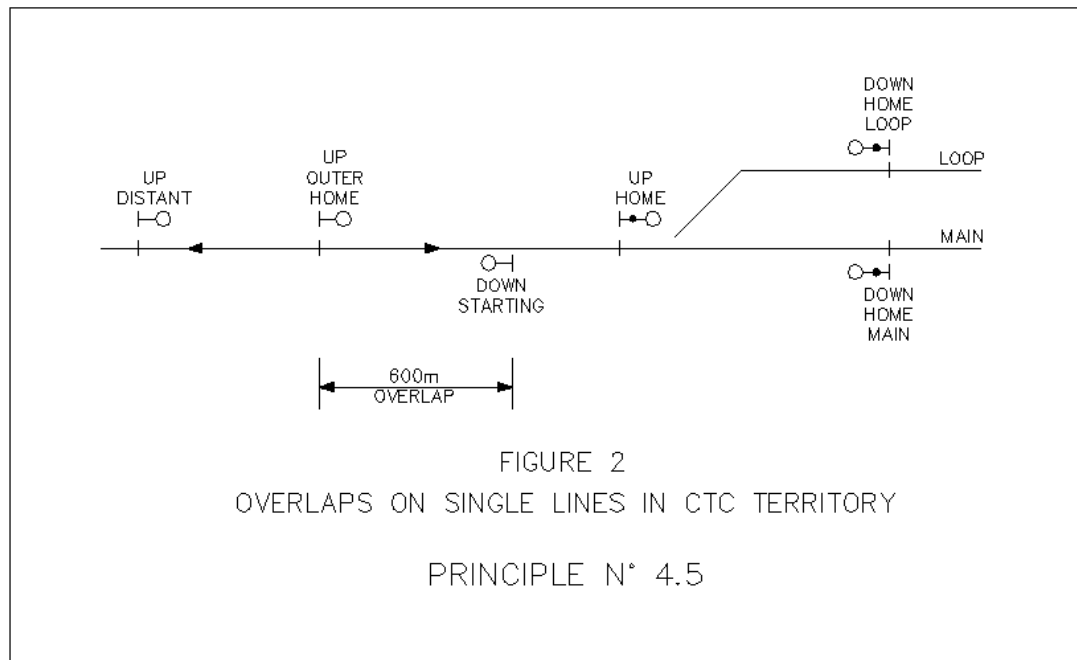 DOWN
HOME
LOOP
LOOP
UP
DISTANT
UP
OUTER
HOME
UP
HOME
MAIN
DOWN
STARTING
DOWN
HOME
MAIN
600m
OVERLAP
FIGURE 2
OVERLAPS ON SINGLE LINES IN CTC TERRITORY
PRINCIPLE N° 4.5